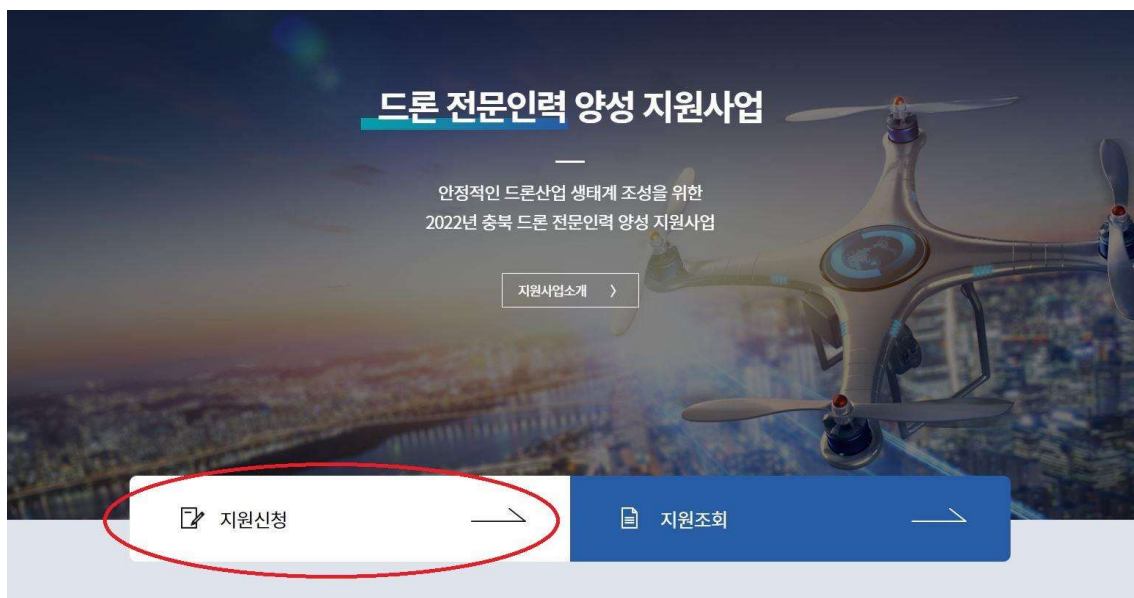 드론 전문인력 양성 지원사업
안정적인 드론산업 생태계 조성을 위한
2022년 충북 드론 전문인력 양성 지원사업
지원사업소개 〉
지원신청
지원조회